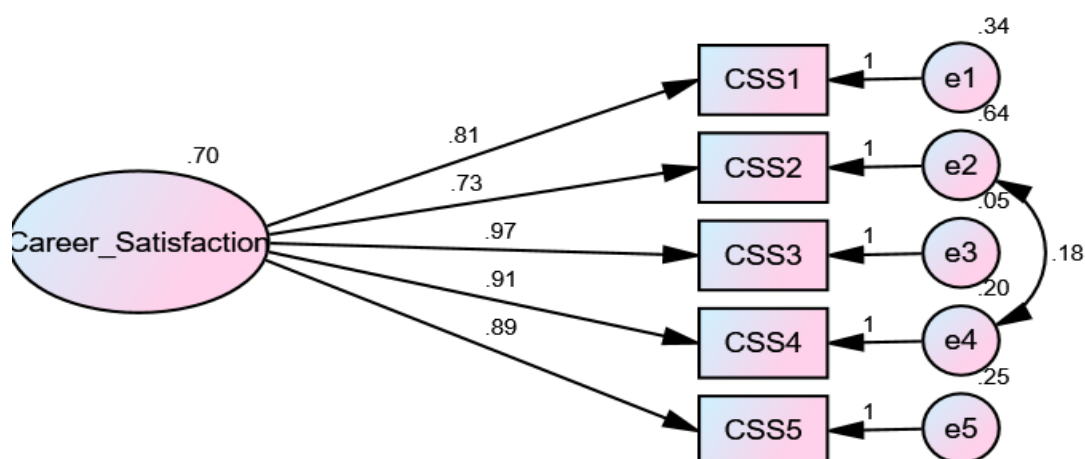 .34
CSS1
1
e1
.81
.64
.70
CSS2
1
e2
.73
.05
Career_Satisfaction
.97
CSS3
1
e3
.18
.91
.20
CSS4
1
e4
.89
.25
CSS5
1
e5